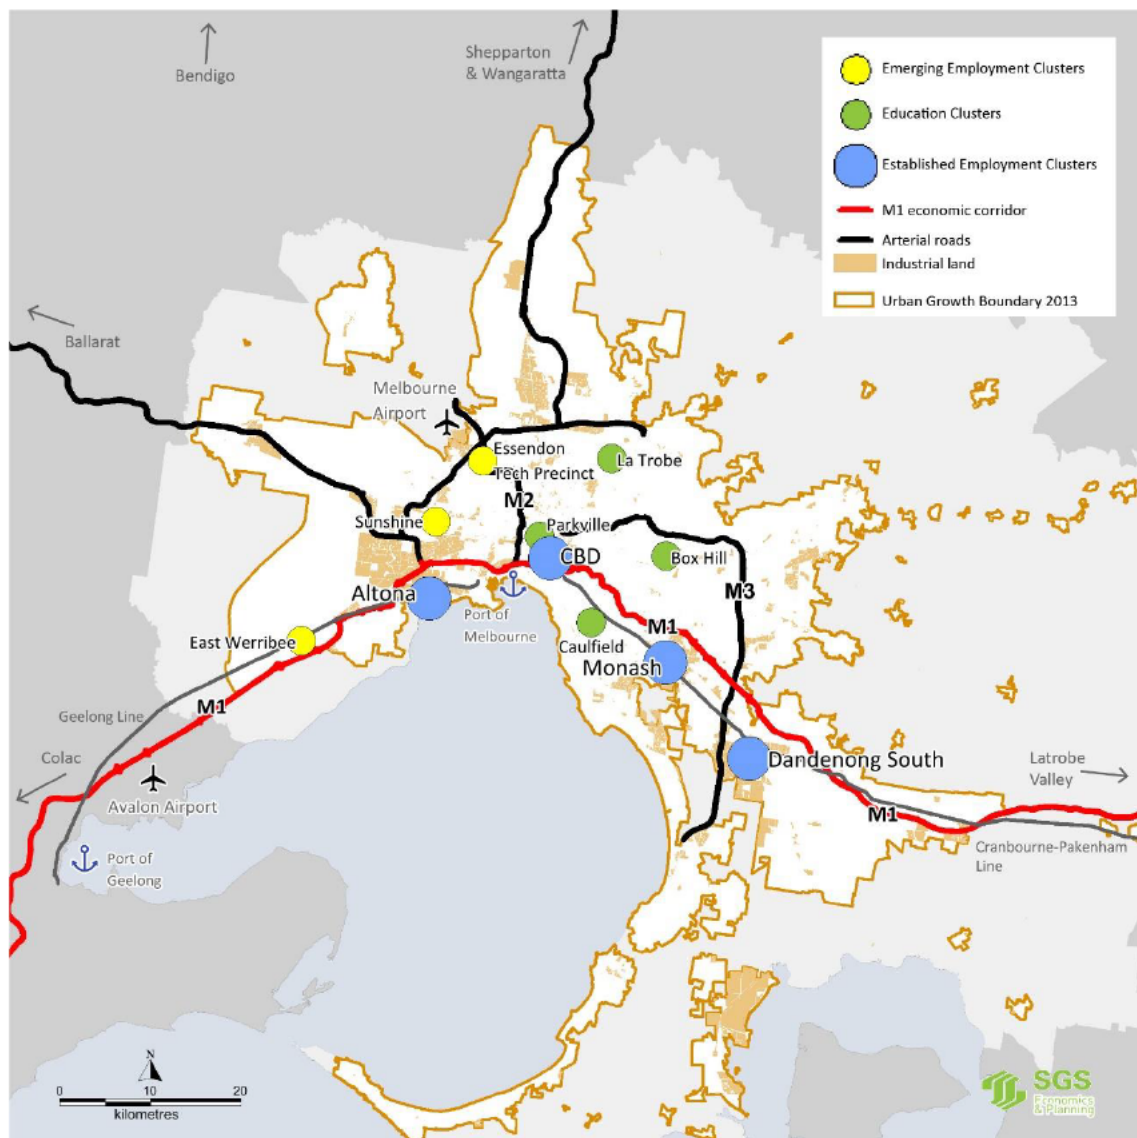 Bendigo
Shepparton
& Wangaratta
Emerging Employment Clusters
Education Clusters
Established Employment Clusters
M1 economic corridor
Arterial roads
Industrial land
Urban Growth Boundary 2013
Ballarat
Melbourne
Airport
Essendon
Tech Precinct
La Trobe
M2
Sunshine
Parkville
CBD
Box Hill
Altona
M3
Port of
Melbourne
M1
Caulfield
East Werribee
Monash
M1
Geelong Line
Colac
Avalon Airport
Dandenong South
Latrobe
Valley
M1
Cranbourne-Pakenham
Line
Port of
Geelong
N
0 10 20
kilometres
SGS
Economics
& Planning